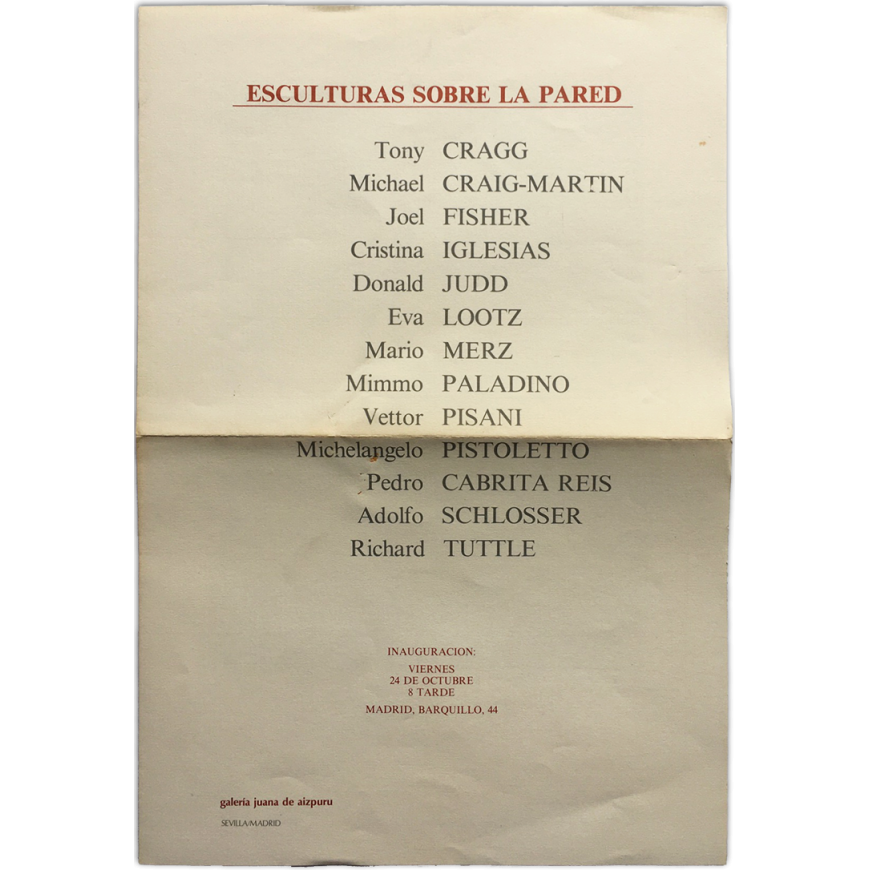 ESCULTURAS SOBRE LA PARED
Tony CRAGG
Michael CRAIG-MARTIN
Joel FISHER
Cristina IGLESIAS
Donald JUDD
Eva LOOTZ
Mario MERZ
Mimmo PALADINO
Vettor PISANI
Michelangelo PISTOLETTO
Pedro CABRITA REIS
Adolfo SCHLOSSER
Richard TUTTLE
INAUGURACION:
VIERNES
24 DE OCTUBRE
8 TARDE
MADRID, BARQUILLO, 44
galería juana de aizpuru
SEVILLA/MADRID